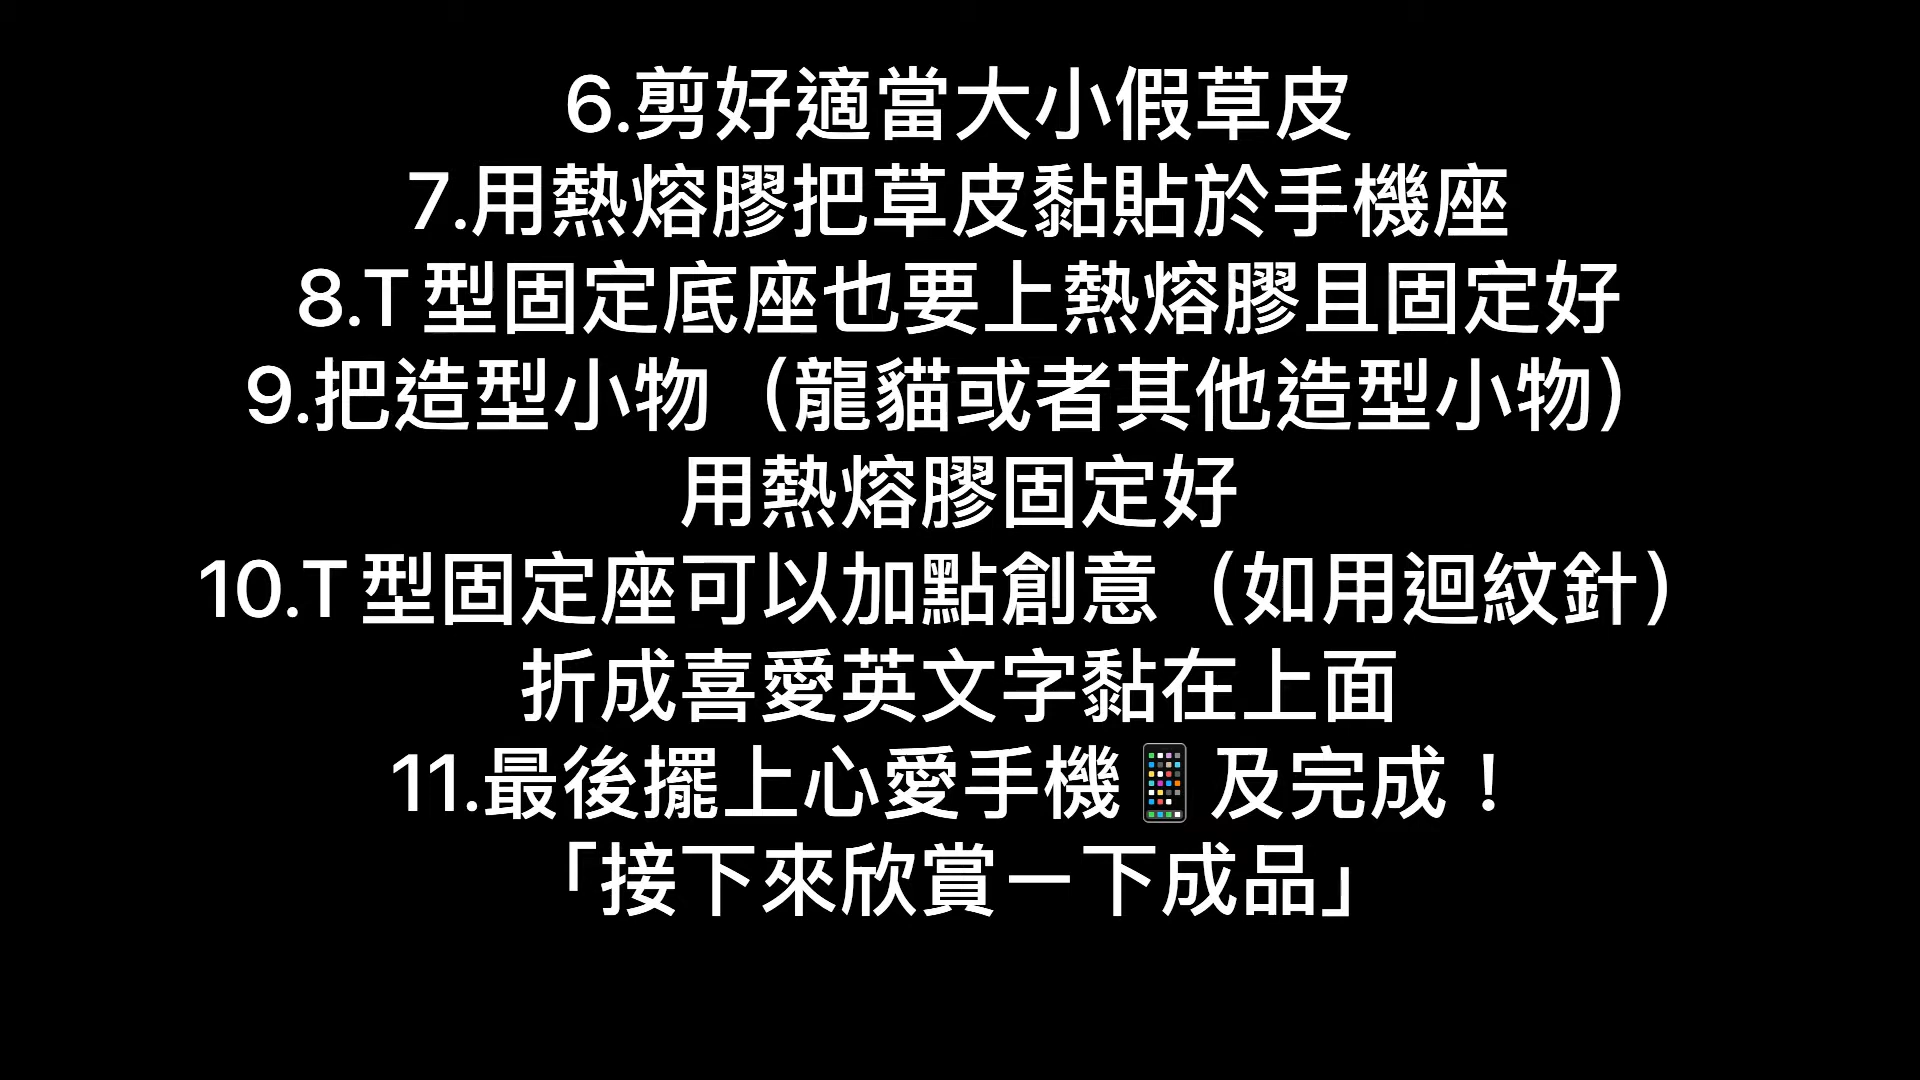 6.剪好適當大小假草皮
7.用熱熔膠把草皮黏貼於手機座
8.T型固定底座也要上熱熔膠且固定好
9.把造型小物（龍貓或者其他造型小物）
用熱熔膠固定好
10.T型固定座可以加點創意（如用迴紋針）
折成喜愛英文字黏在上面
11.最後擺上心愛手機📱及完成！
「接下來欣賞一下成品」